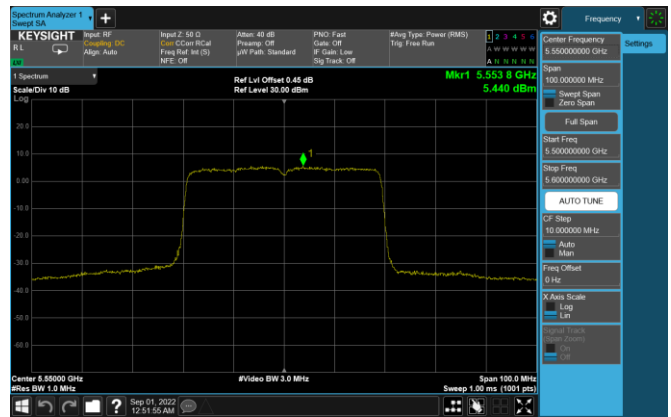 Spectrum Analyzer 1
Swept SA
Frequency
KEYSIGHT
RL
Input: RF
Coupling: DC
Align: Auto
Input Z: 50 Ω
Corr CCorr RCal
Freq Ref: Int (S)
NFE: Off
Atten: 40 dB
Preamp: Off
µW Path: Standard
PNO: Fast
Gate: Off
IF Gain: Low
Sig Track: Off
#Avg Type: Power (RMS)
Trig: Free Run
1 2 3 4 5 6
A W W W W W
A N N N N N
LW
1 Spectrum
Scale/Div 10 dB
Log
Ref Lvl Offset 0.45 dB
Ref Level 30.00 dBm
Mkr1 5.553 8 GHz
5.440 dBm
1
20.0
10.0
0.00
-10.0
-20.0
-30.0
-40.0
-50.0
-60.0
Center 5.55000 GHz
#Res BW 1.0 MHz
#Video BW 3.0 MHz
Span 100.0 MHz
Sweep 1.00 ms (1001 pts)
Center Frequency
5.550000000 GHz
Settings
Span
100.000000 MHz
Swept Span
Zero Span
Full Span
Start Freq
5.500000000 GHz
Stop Freq
5.600000000 GHz
AUTO TUNE
CF Step
10.000000 MHz
Auto
Man
Freq Offset
0 Hz
X Axis Scale
Log
Lin
Signal Track
(Span Zoom)
On
Off
Sep 01, 2022
12:51:55 AM